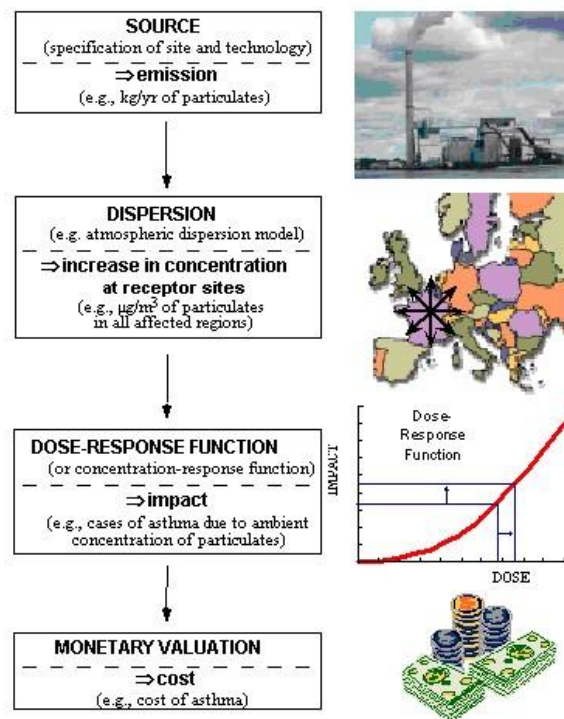 SOURCE
(specification of site and technology)
⇒emission
(e.g., kg/yr of particulates)
DISPERSION
(e.g. atmospheric dispersion model)
⇒increase in concentration
at receptor sites
(e.g., µg/m³ of particulates
in all affected regions)
DOSE-RESPONSE FUNCTION
(or concentration-response function)
⇒impact
(e.g., cases of asthma due to ambient
concentration of particulates)
MONETARY VALUATION
⇒cost
(e.g., cost of asthma)
Dose-
Response
Function
IMPACT
DOSE